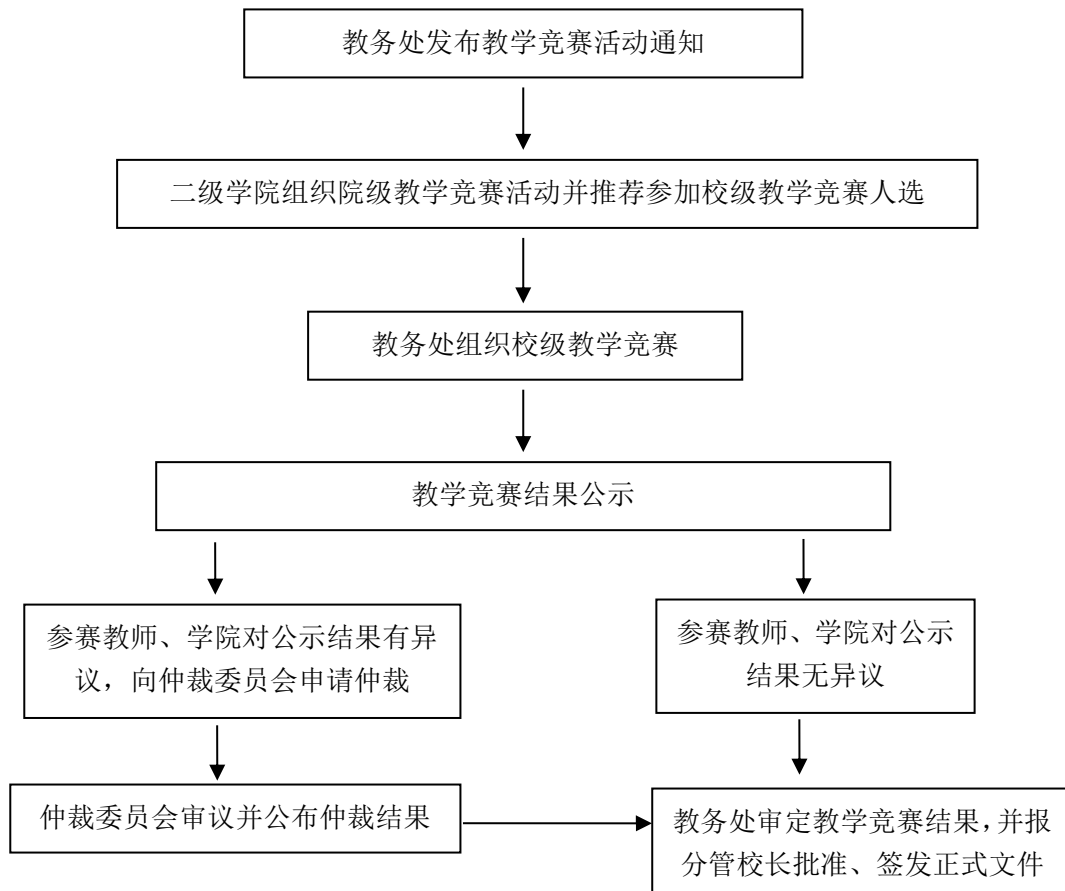 教务处发布教学竞赛活动通知
二级学院组织院级教学竞赛活动并推荐参加校级教学竞赛人选
教务处组织校级教学竞赛
教学竞赛结果公示
参赛教师、学院对公示结果有异
议，向仲裁委员会申请仲裁
参赛教师、学院对公示
结果无异议
仲裁委员会审议并公布仲裁结果
教务处审定教学竞赛结果，并报
分管校长批准、签发正式文件